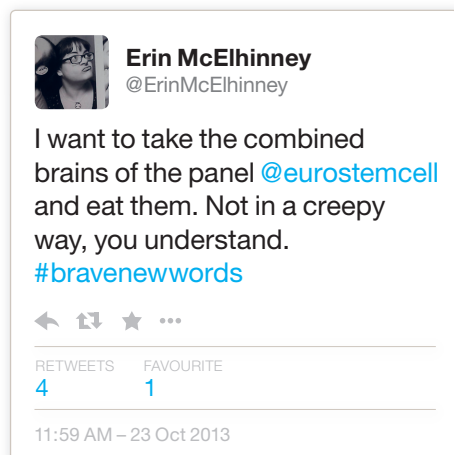 Erin McElhinney
@ErinMcElhinney
I want to take the combined
brains of the panel @eurostemcell
and eat them. Not in a creepy
way, you understand.
#bravenewwords
RETWEETS FAVOURITE
4 1
11:59 AM – 23 Oct 2013